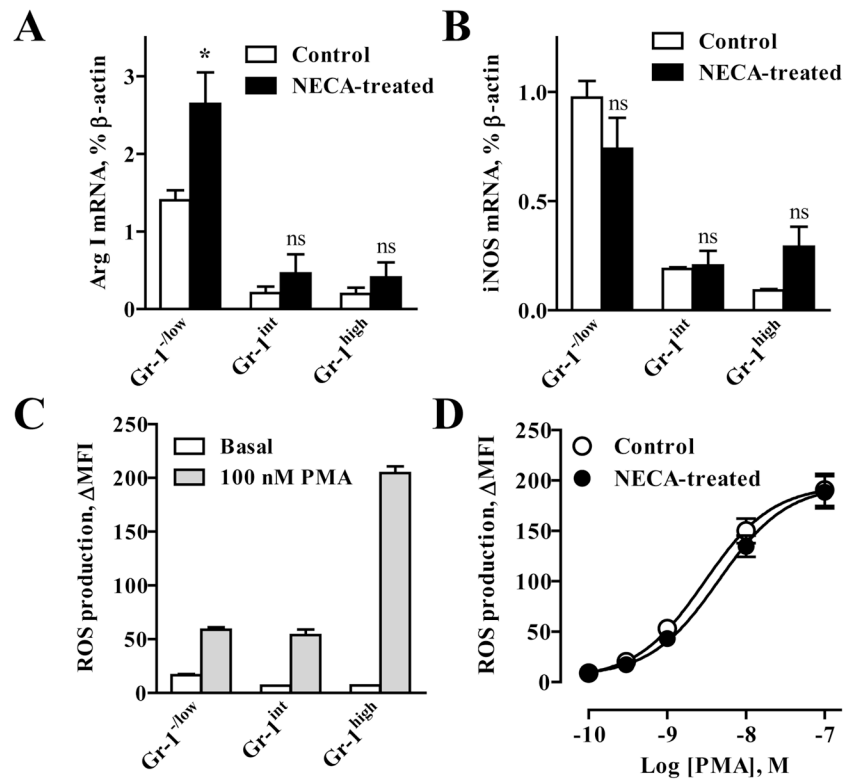 A
Arg I mRNA, % β-actin
3
2
1
0
*
Control
NECA-treated
ns
ns
Gr-1-/low
Gr-1int
Gr-1high
B
iNOS mRNA, % β-actin
1.0
0.5
0.0
Control
NECA-treated
ns
ns
ns
Gr-1-/low
Gr-1int
Gr-1high
C
ROS production, ΔMFI
250
200
150
100
50
0
Basal
100 nM PMA
Gr-1-/low
Gr-1int
Gr-1high
D
ROS production, ΔMFI
250
200
150
100
50
0
Control
NECA-treated
-10
-9
-8
-7
Log [PMA], M